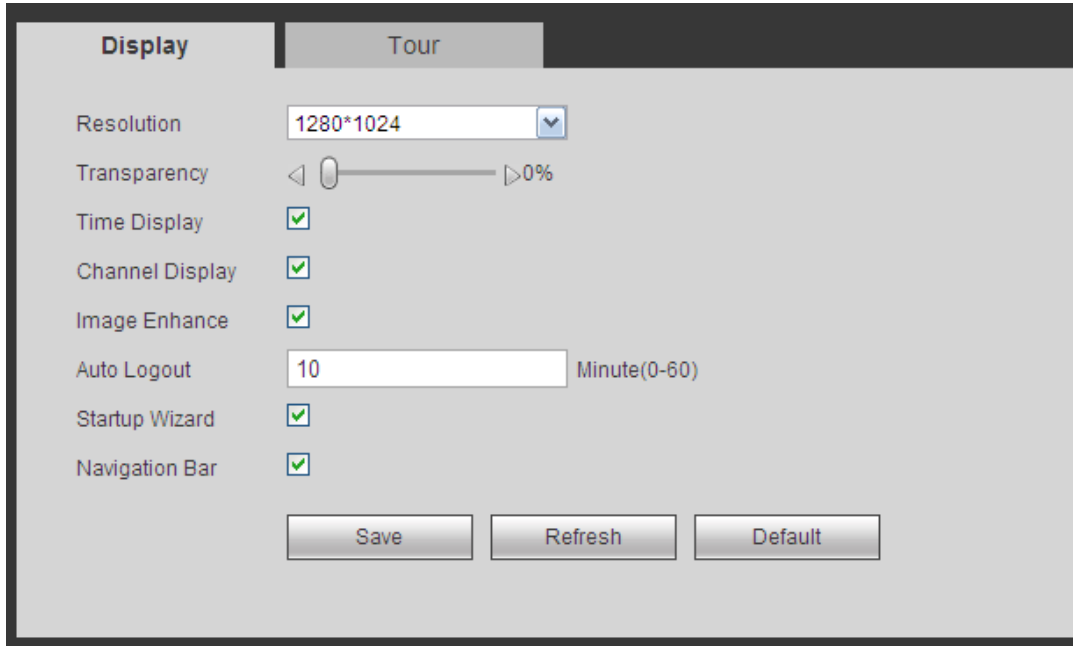 Display Tour
Resolution 1280*1024
Transparency 0%
Time Display
Channel Display
Image Enhance
Auto Logout 10 Minute(0-60)
Startup Wizard
Navigation Bar
Save Refresh Default